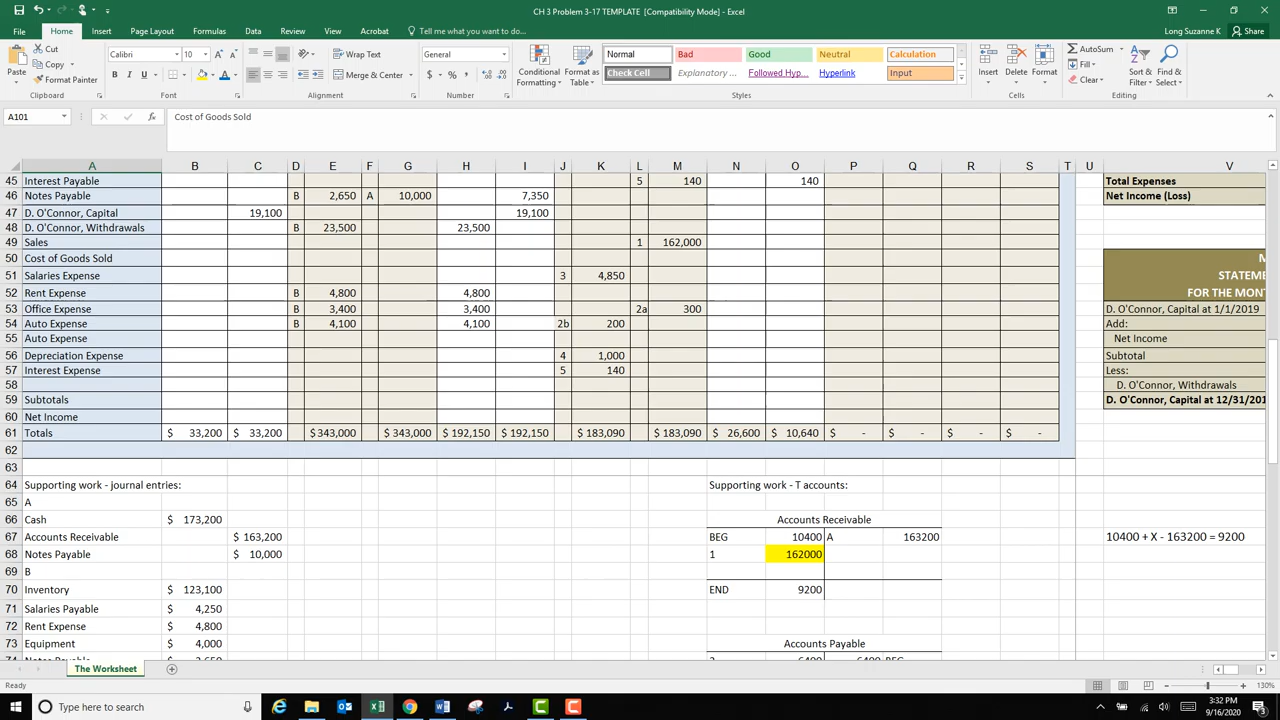 CH 3 Problem 3-17 TEMPLATE [Compatibility Mode] - Excel
File Home Insert Page Layout Formulas Data Review View Acrobat Tell me what you want to do... Long Suzanne K Share
Cut Calibri 10 Wrap Text General Normal Bad Good Neutral Calculation AutoSum
Copy Fill
Paste Format Painter B I U Merge & Center $ % Conditional Formatting Format as Table Check Cell Explanatory ... Followed Hyp... Hyperlink Input Insert Delete Format Clear Sort & Filter Find & Select
Clipboard Font Alignment Number Styles Cells Editing
A101 fx Cost of Goods Sold
A B C D E F G H I J K L M N O P Q R S T U V
45 Interest Payable 5 140 140 Total Expenses
46 Notes Payable B 2,650 A 10,000 7,350 Net Income (Loss)
47 D. O'Connor, Capital 19,100 19,100
48 D. O'Connor, Withdrawals B 23,500 23,500
49 Sales 1 162,000
50 Cost of Goods Sold
51 Salaries Expense 3 4,850 STATEME
52 Rent Expense B 4,800 4,800 FOR THE MON
53 Office Expense B 3,400 3,400 2a 300 D. O'Connor, Capital at 1/1/2019
54 Auto Expense B 4,100 4,100 2b 200 Add:
55 Auto Expense Net Income
56 Depreciation Expense 4 1,000 Subtotal
57 Interest Expense 5 140 Less:
58 D. O'Connor, Withdrawals
59 Subtotals D. O'Connor, Capital at 12/31/201
60 Net Income
61 Totals $ 33,200 $ 33,200 $ 343,000 $ 343,000 $ 192,150 $ 192,150 $ 183,090 $ 183,090 $ 26,600 $ 10,640 $ - $ - $ - $ -
62
63
64 Supporting work - journal entries: Supporting work - T accounts:
65 A
66 Cash $ 173,200 Accounts Receivable
67 Accounts Receivable $ 163,200 BEG 10400 A 163200 10400 + X - 163200 = 9200
68 Notes Payable $ 10,000 1 162000
69 B
70 Inventory $ 123,100 END 9200
71 Salaries Payable $ 4,250
72 Rent Expense $ 4,800
73 Equipment $ 4,000 Accounts Payable
The Worksheet
Ready 130%
Type here to search 3:32 PM
9/16/2020